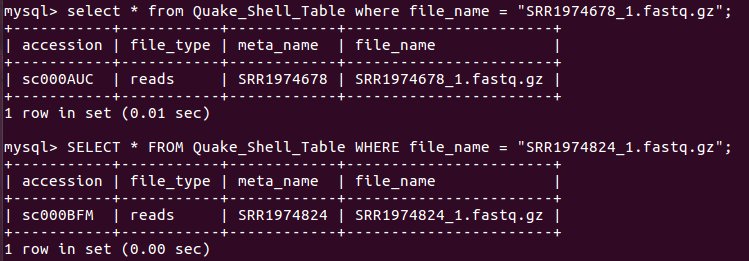 mysql> select * from Quake_Shell_Table where file_name = "SRR1974678_1.fastq.gz";
+-----------+-----------+------------+-----------------------+
| accession | file_type | meta_name  | file_name             |
+-----------+-----------+------------+-----------------------+
| sc000AUC  | reads     | SRR1974678 | SRR1974678_1.fastq.gz |
+-----------+-----------+------------+-----------------------+
1 row in set (0.01 sec)

mysql> SELECT * FROM Quake_Shell_Table WHERE file_name = "SRR1974824_1.fastq.gz";
+-----------+-----------+------------+-----------------------+
| accession | file_type | meta_name  | file_name             |
+-----------+-----------+------------+-----------------------+
| sc000BFM  | reads     | SRR1974824 | SRR1974824_1.fastq.gz |
+-----------+-----------+------------+-----------------------+
1 row in set (0.00 sec)